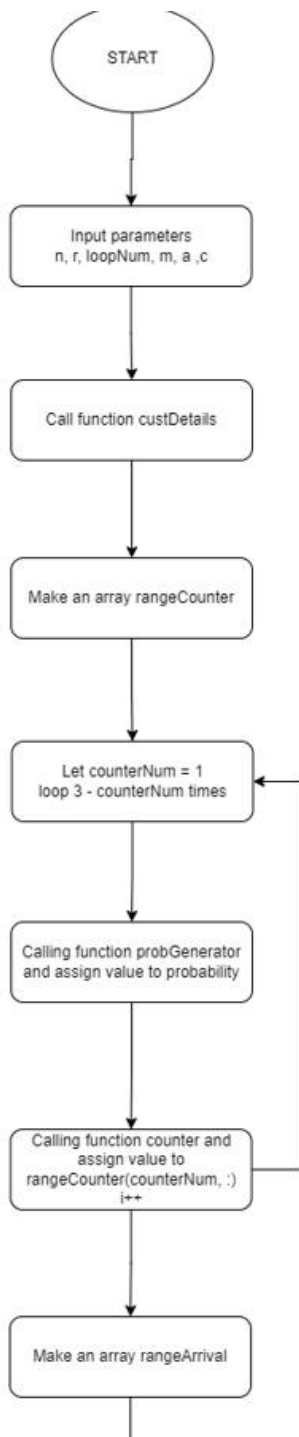 START
Input parameters
n, r, loopNum, m, a ,c
Call function custDetails
Make an array rangeCounter
Let counterNum = 1
loop 3 - counterNum times
Calling function probGenerator
and assign value to probability
Calling function counter and
assign value to
rangeCounter(counterNum, :)
i++
Make an array rangeArrival